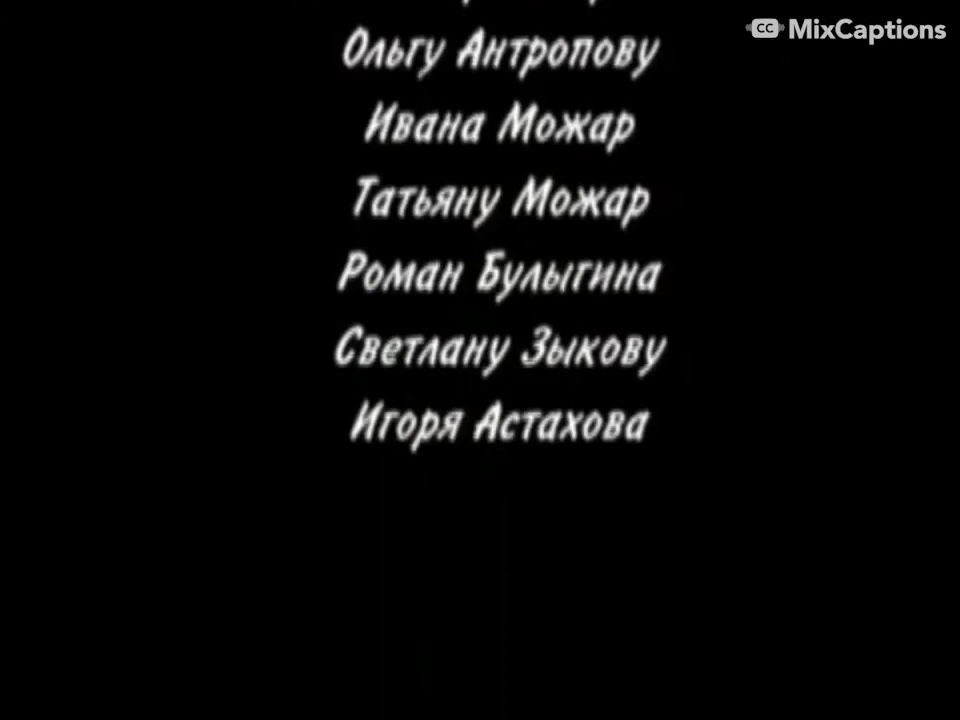 MixCaptions
Ольгу Антропову
Ивана Можар
Татьяну Можар
Роман Булыгина
Светлану Зыкову
Игоря Астахова